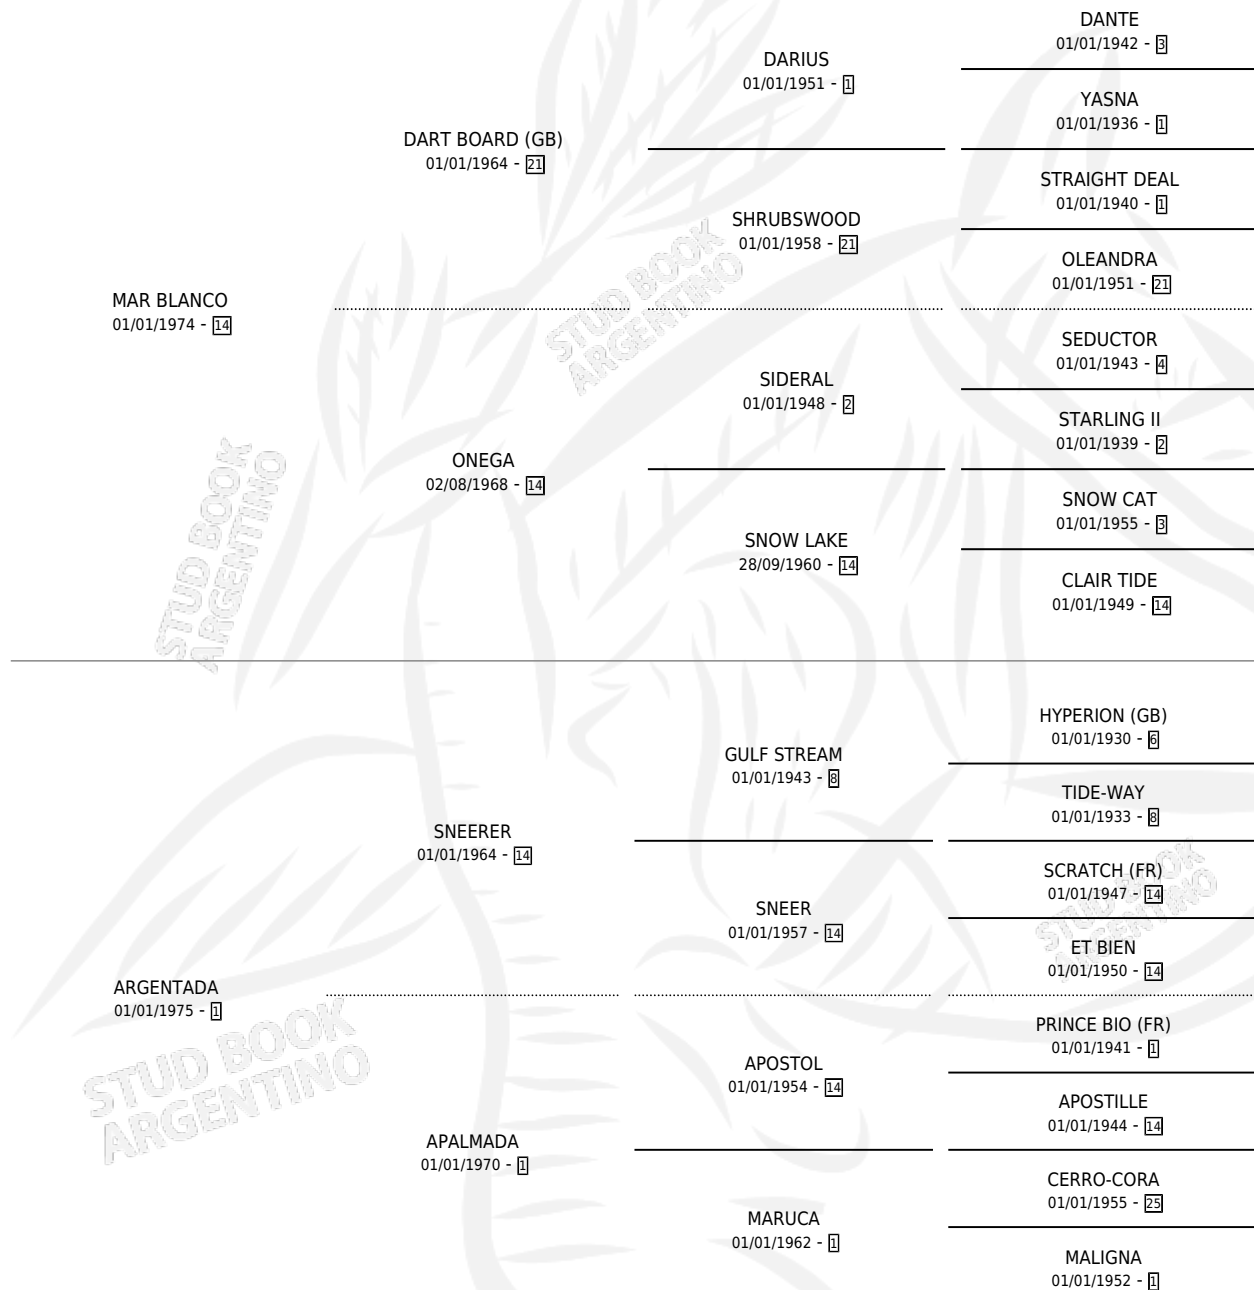 DANTE
01/01/1942 - 3
DARIUS
01/01/1951 - 1
YASNA
01/01/1936 - 1
DART BOARD (GB)
01/01/1964 - 21
STRAIGHT DEAL
01/01/1940 - 1
SHRUBSWOOD
01/01/1958 - 21
OLEANDRA
01/01/1951 - 21
MAR BLANCO
01/01/1974 - 14
SEDUCTOR
01/01/1943 - 4
SIDERAL
01/01/1948 - 2
STARLING II
01/01/1939 - 2
ONEGA
02/08/1968 - 14
SNOW CAT
01/01/1955 - 3
SNOW LAKE
28/09/1960 - 14
CLAIR TIDE
01/01/1949 - 14
STUD BOOK
ARGENTINO
STUD BOOK
ARGENTINO
HYPERION (GB)
01/01/1930 - 6
GULF STREAM
01/01/1943 - 8
TIDE-WAY
01/01/1933 - 8
SNEERER
01/01/1964 - 14
SCRATCH (FR)
01/01/1947 - 14
SNEER
01/01/1957 - 14
ET BIEN
01/01/1950 - 14
STUD BOOK
ARGENTINO
ARGENTADA
01/01/1975 - 1
PRINCE BIO (FR)
01/01/1941 - 1
APOSTOL
01/01/1954 - 14
APOSTILLE
01/01/1944 - 14
STUD BOOK
ARGENTINO
APALMADA
01/01/1970 - 1
CERRO-CORA
01/01/1955 - 25
MARUCA
01/01/1962 - 1
MALIGNA
01/01/1952 - 1